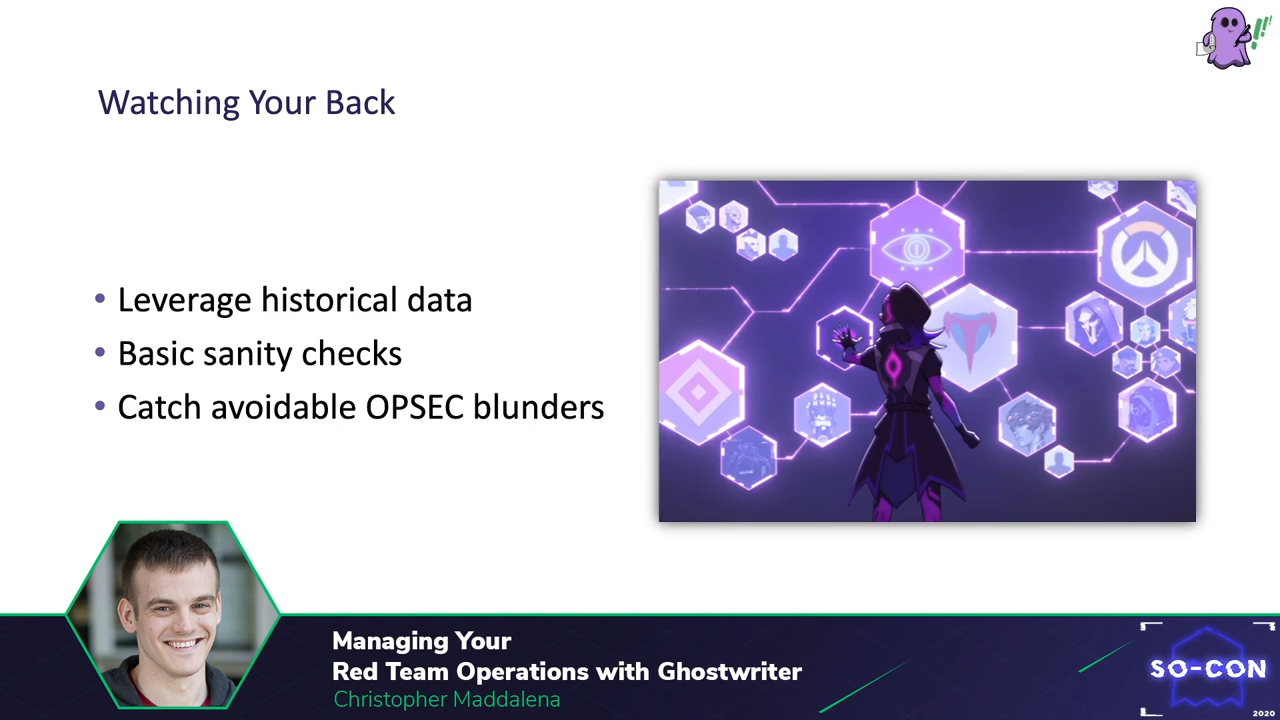 Watching Your Back
• Leverage historical data
• Basic sanity checks
• Catch avoidable OPSEC blunders
Managing Your
Red Team Operations with Ghostwriter
Christopher Maddalena
SO-CON
2020